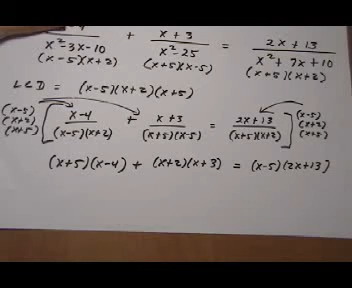 x-4 / x²-3x-10 + x+3 / x²-25 = 2x+13 / x²+7x+10
(x-5)(x+2) (x+5)(x-5) (x+5)(x+2)
LCD = (x-5)(x+2)(x+5)
(x-5)(x+2)(x+5) [ x-4 / (x-5)(x+2) + x+3 / (x+5)(x-5) = 2x+13 / (x+5)(x+2) ] (x-5)(x+2)(x+5)
(x+5)(x-4) + (x+2)(x+3) = (x-5)(2x+13)